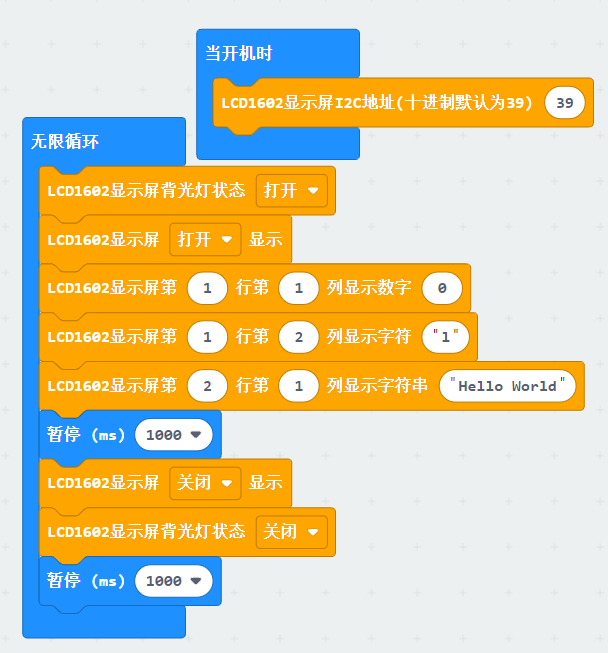 当开机时
LCD1602显示屏I2C地址(十进制默认为39) 39
无限循环
LCD1602显示屏背光灯状态 打开
LCD1602显示屏 打开 显示
LCD1602显示屏第 1 行第 1 列显示数字 0
LCD1602显示屏第 1 行第 2 列显示字符 "l"
LCD1602显示屏第 2 行第 1 列显示字符串 "Hello World"
暂停 (ms) 1000
LCD1602显示屏 关闭 显示
LCD1602显示屏背光灯状态 关闭
暂停 (ms) 1000